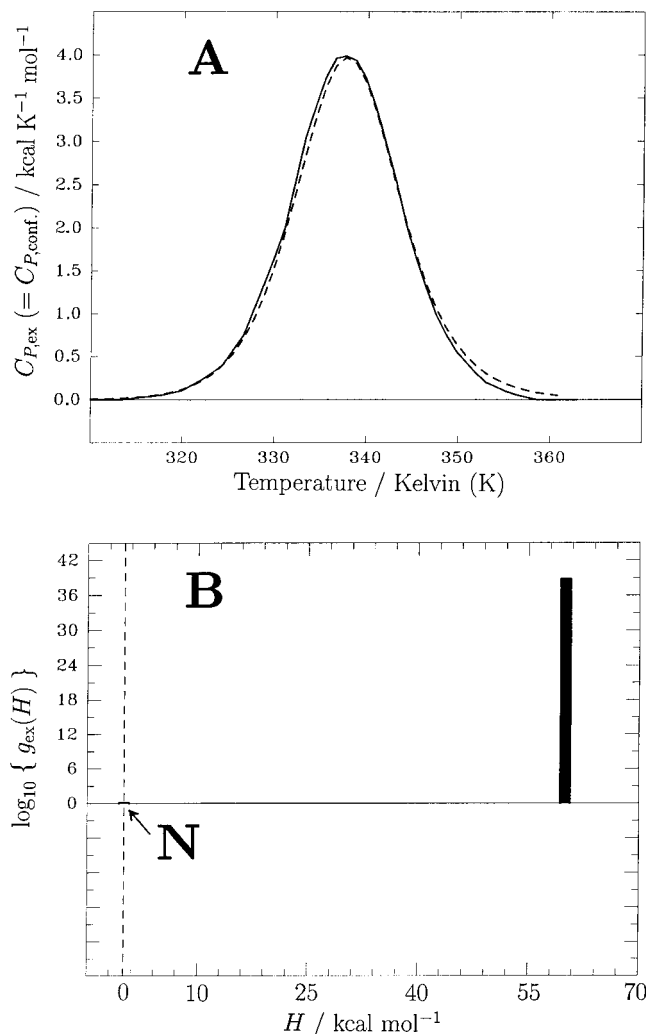 A
4.0
3.5
3.0
2.5
2.0
1.5
1.0
0.5
0.0
C_{P,ex} (= C_{P,conf.}) / kcal K⁻¹ mol⁻¹
320 330 340 350 360
Temperature / Kelvin (K)
B
42
36
30
24
18
12
6
0
log₁₀ { g_{ex}(H) }
N
0 10 25 40 55 70
H / kcal mol⁻¹